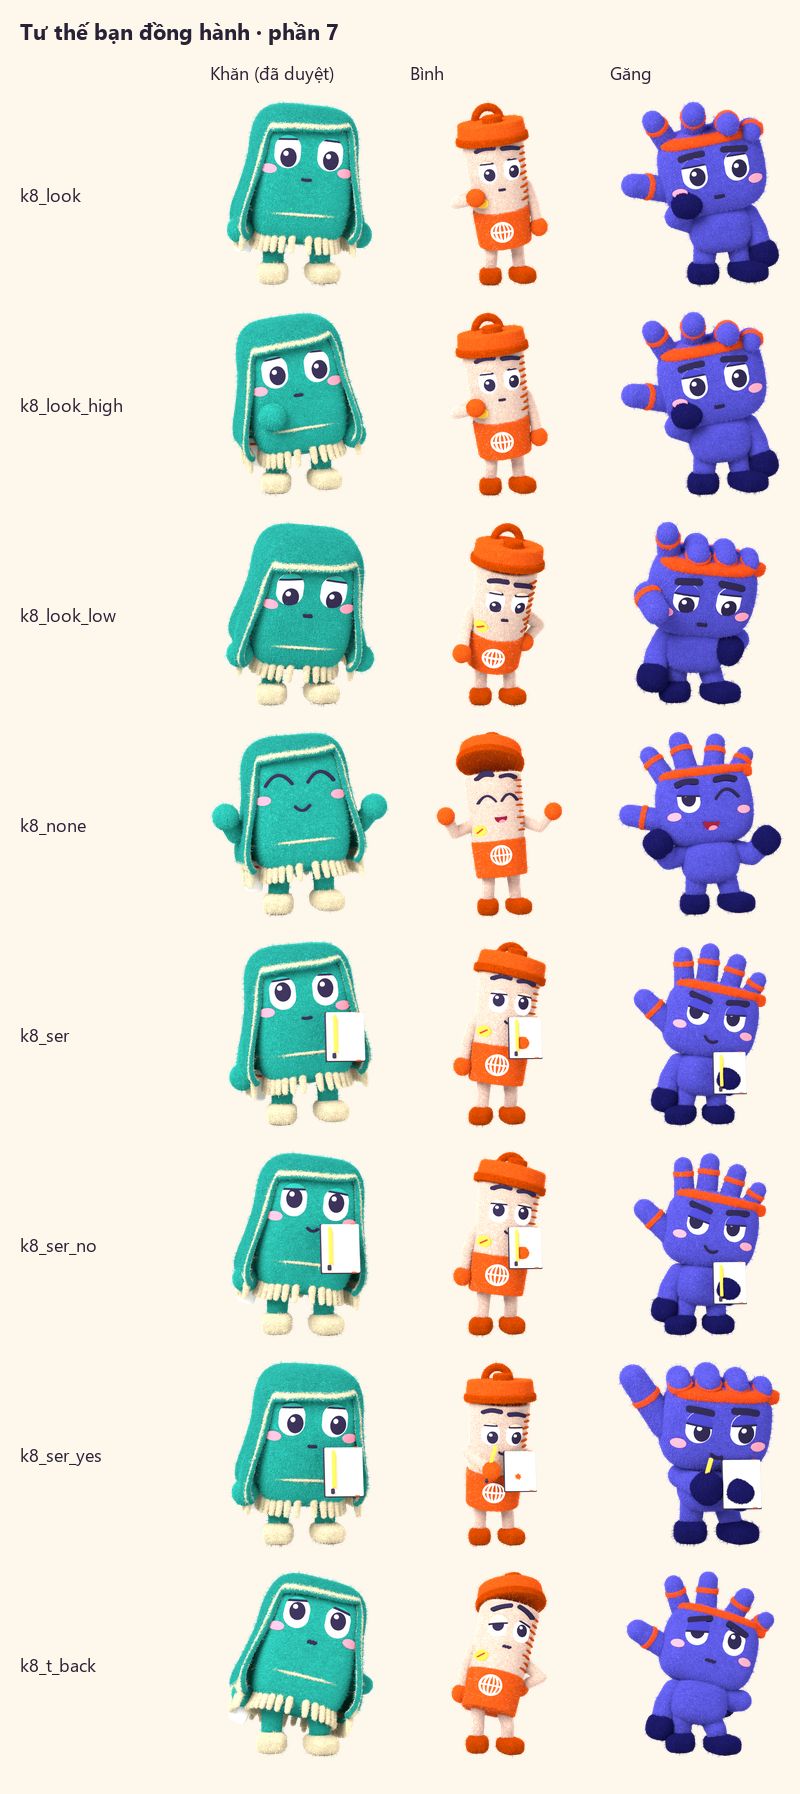 Tư thế bạn đồng hành · phần 7
Khăn (đã duyệt) Bình Găng
k8_look
k8_look_high
k8_look_low
k8_none
k8_ser
k8_ser_no
k8_ser_yes
k8_t_back